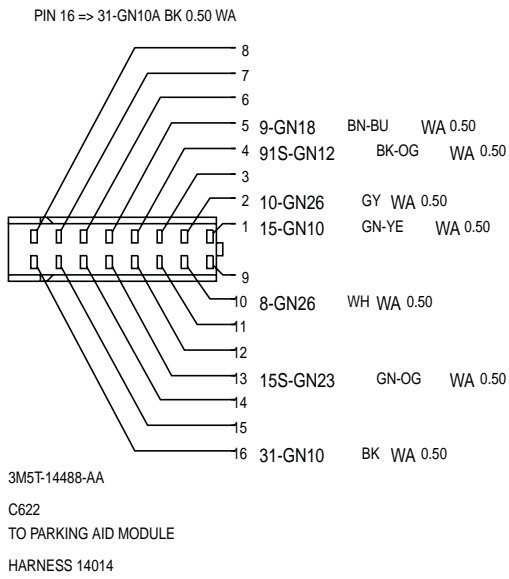 PIN 16 => 31-GN10A BK 0.50 WA
8
7
6
5 9-GN18 BN-BU WA 0.50
4 91S-GN12 BK-OG WA 0.50
3
2 10-GN26 GY WA 0.50
1 15-GN10 GN-YE WA 0.50
9
10 8-GN26 WH WA 0.50
11
12
13 15S-GN23 GN-OG WA 0.50
14
15
16 31-GN10 BK WA 0.50
3M5T-14488-AA
C622
TO PARKING AID MODULE
HARNESS 14014